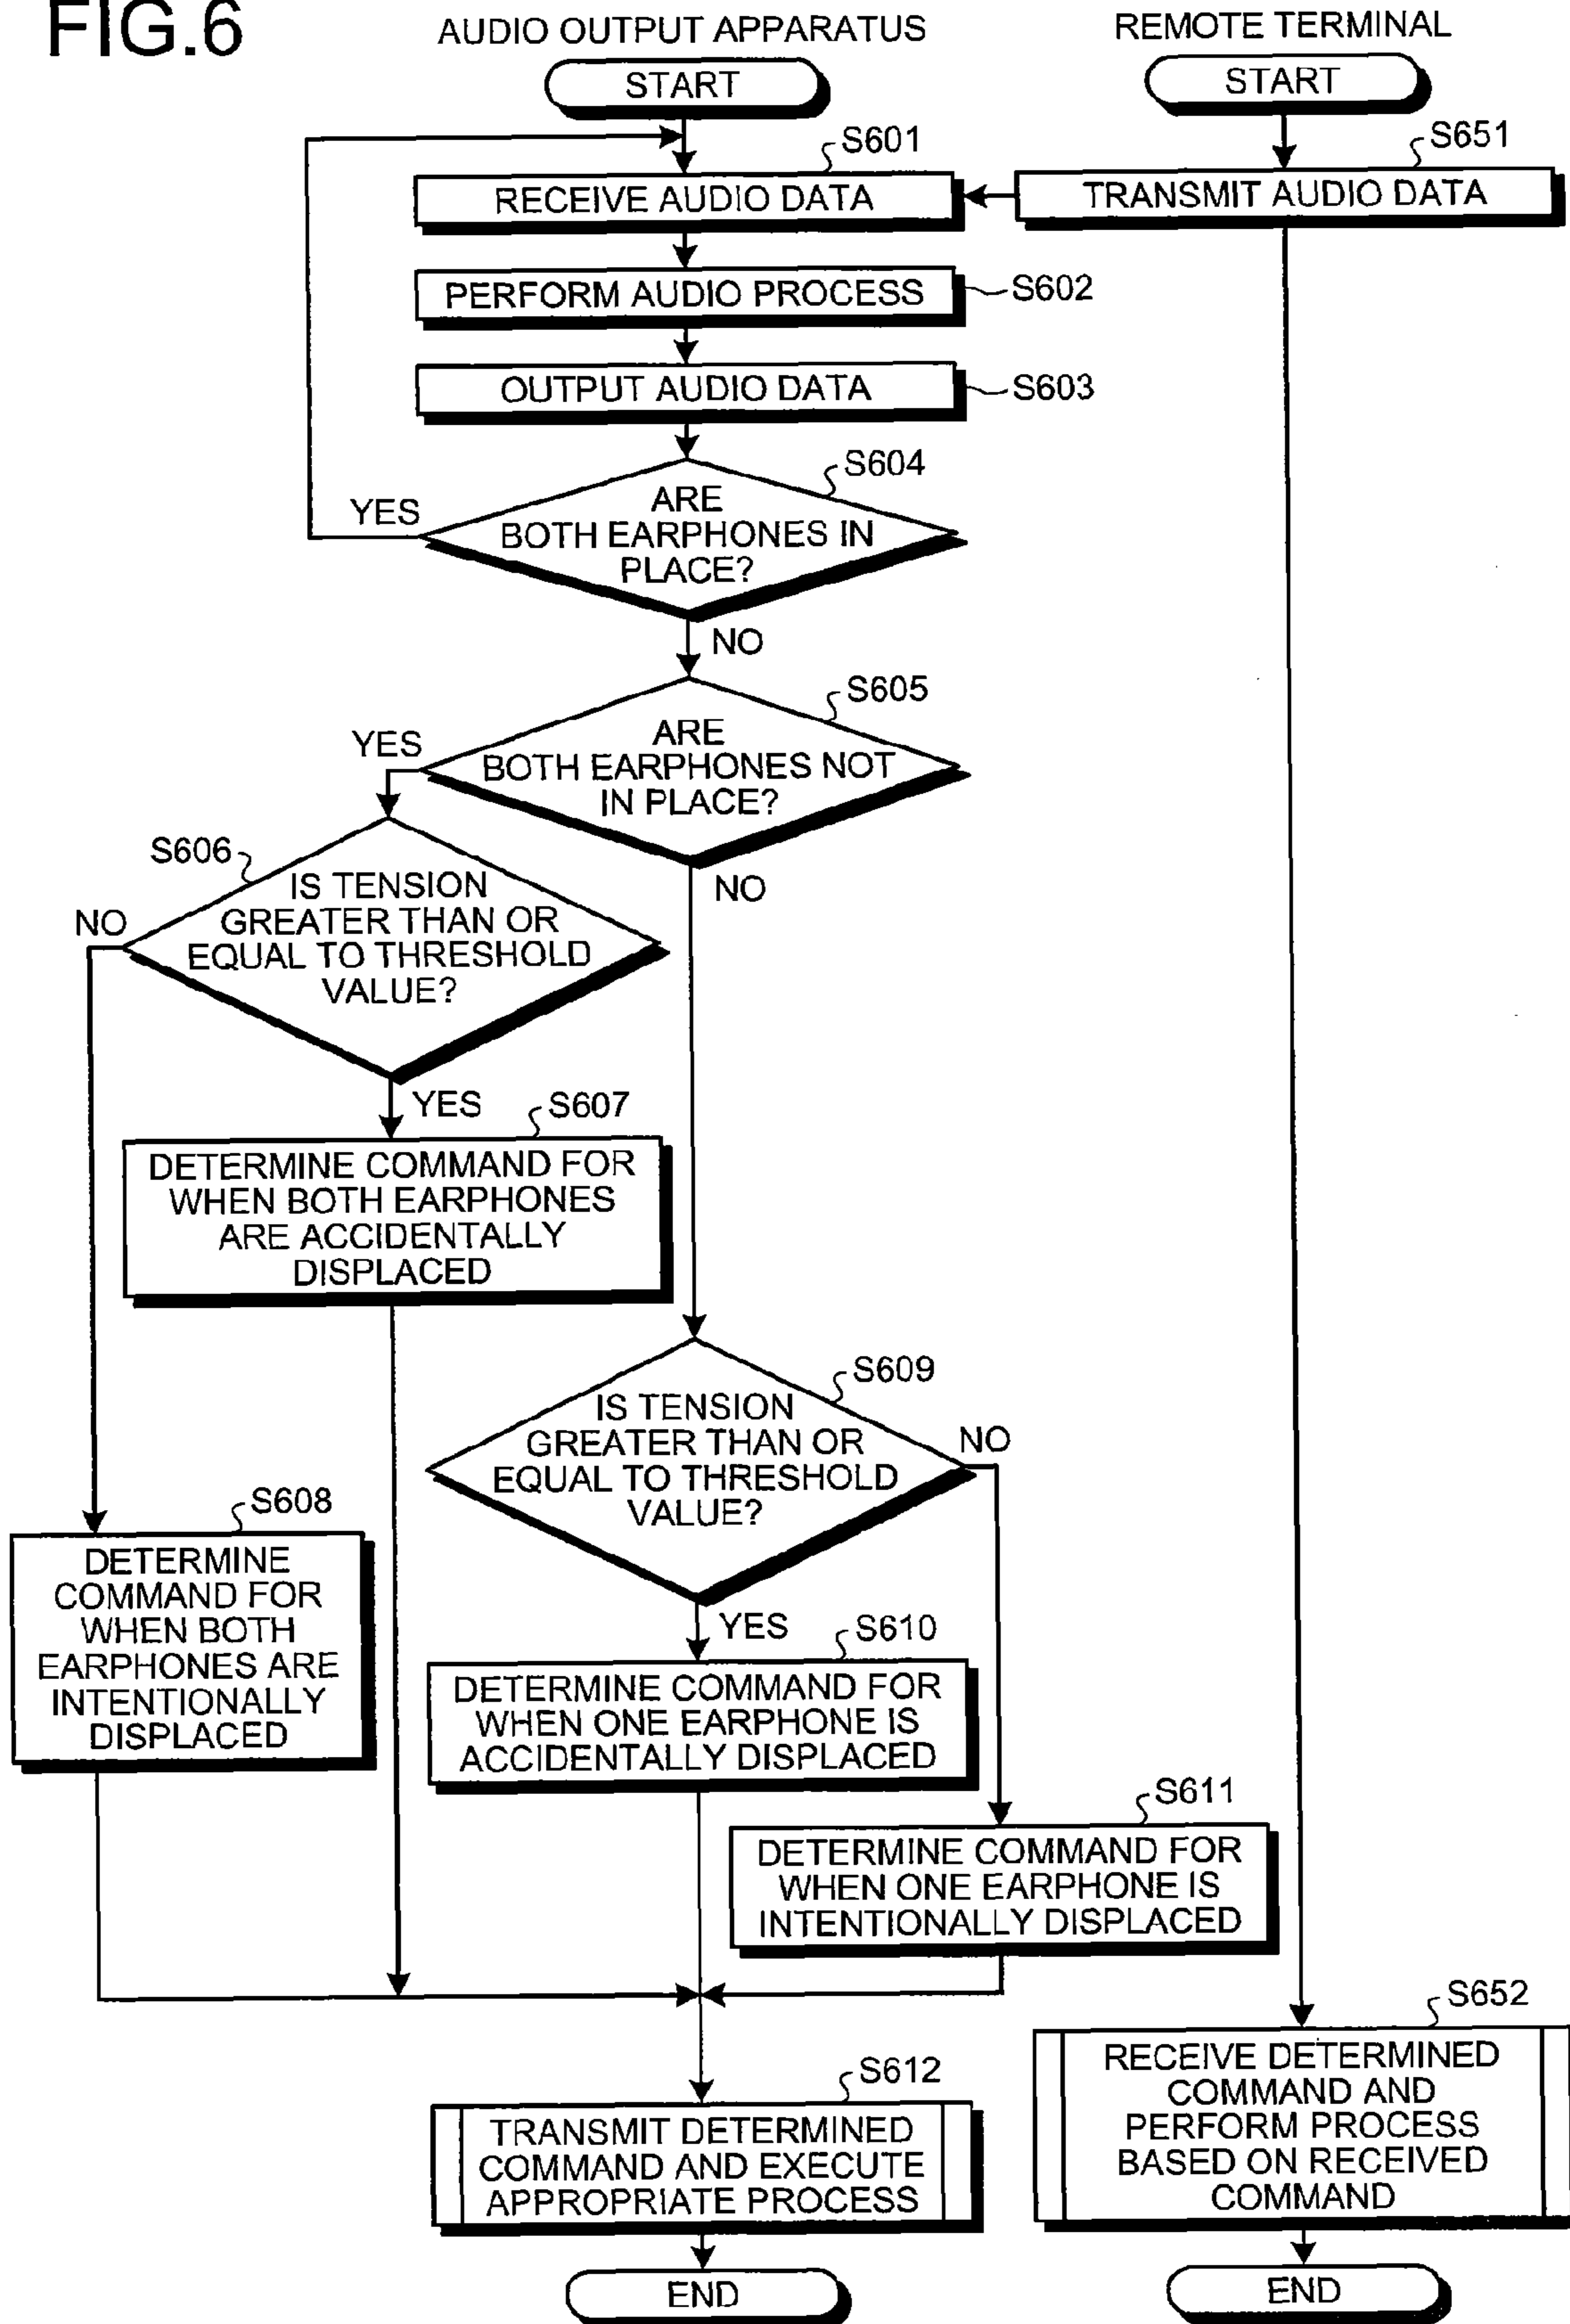 FIG.6
AUDIO OUTPUT APPARATUS
REMOTE TERMINAL
START
START
S601
S651
RECEIVE AUDIO DATA
TRANSMIT AUDIO DATA
PERFORM AUDIO PROCESS
S602
OUTPUT AUDIO DATA
S603
S604
YES
ARE
BOTH EARPHONES IN
PLACE?
NO
S605
YES
ARE
BOTH EARPHONES NOT
IN PLACE?
NO
S606
NO
IS TENSION
GREATER THAN OR
EQUAL TO THRESHOLD
VALUE?
YES
S607
DETERMINE COMMAND FOR
WHEN BOTH EARPHONES
ARE ACCIDENTALLY
DISPLACED
S609
IS TENSION
GREATER THAN OR
EQUAL TO THRESHOLD
VALUE?
NO
S608
DETERMINE
COMMAND FOR
WHEN BOTH
EARPHONES ARE
INTENTIONALLY
DISPLACED
YES
S610
DETERMINE COMMAND FOR
WHEN ONE EARPHONE IS
ACCIDENTALLY DISPLACED
S611
DETERMINE COMMAND FOR
WHEN ONE EARPHONE IS
INTENTIONALLY DISPLACED
S652
RECEIVE DETERMINED
COMMAND AND
PERFORM PROCESS
BASED ON RECEIVED
COMMAND
S612
TRANSMIT DETERMINED
COMMAND AND EXECUTE
APPROPRIATE PROCESS
END
END